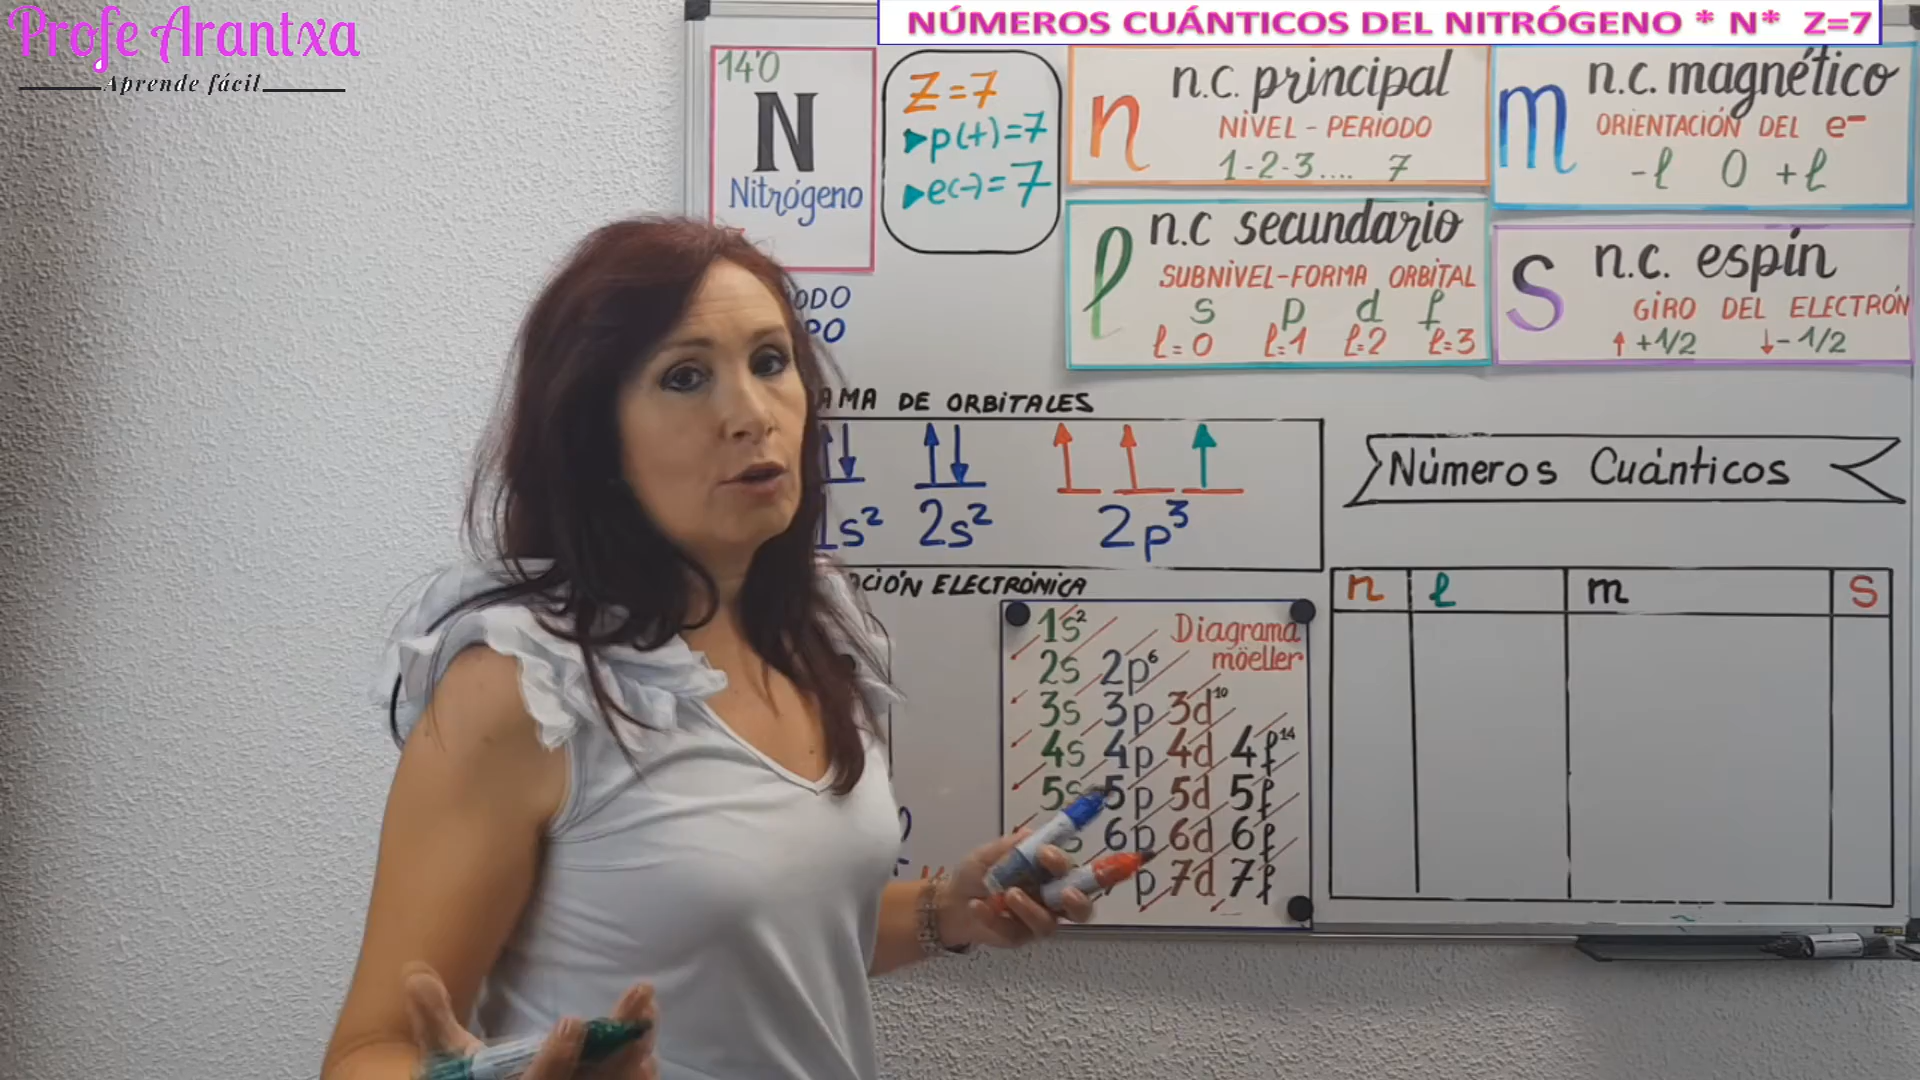 Profe Arantxa
Aprende fácil
NÚMEROS CUÁNTICOS DEL NITRÓGENO * N* Z=7
14'0
N
Nitrógeno
Z=7
p(+)=7
e(-)=7
n
n.c. principal
NIVEL - PERIODO
1-2-3.... 7
m
n.c. magnético
ORIENTACIÓN DEL e-
-l 0 +l
l
n.c secundario
SUBNIVEL-FORMA ORBITAL
s p d f
l=0 l=1 l=2 l=3
S
n.c. espín
GIRO DEL ELECTRÓN
↑+1/2 ↓-1/2
DE ORBITALES
1s² 2s² 2p³
ELECTRÓNICA
Diagrama
möeller
1s²
2s 2p⁶
3s 3p 3d¹⁰
4s 4p 4d 4f¹⁴
5s 5p 5d 5f
6p 6d 6f
p 7d 7f
Números Cuánticos
n l m s